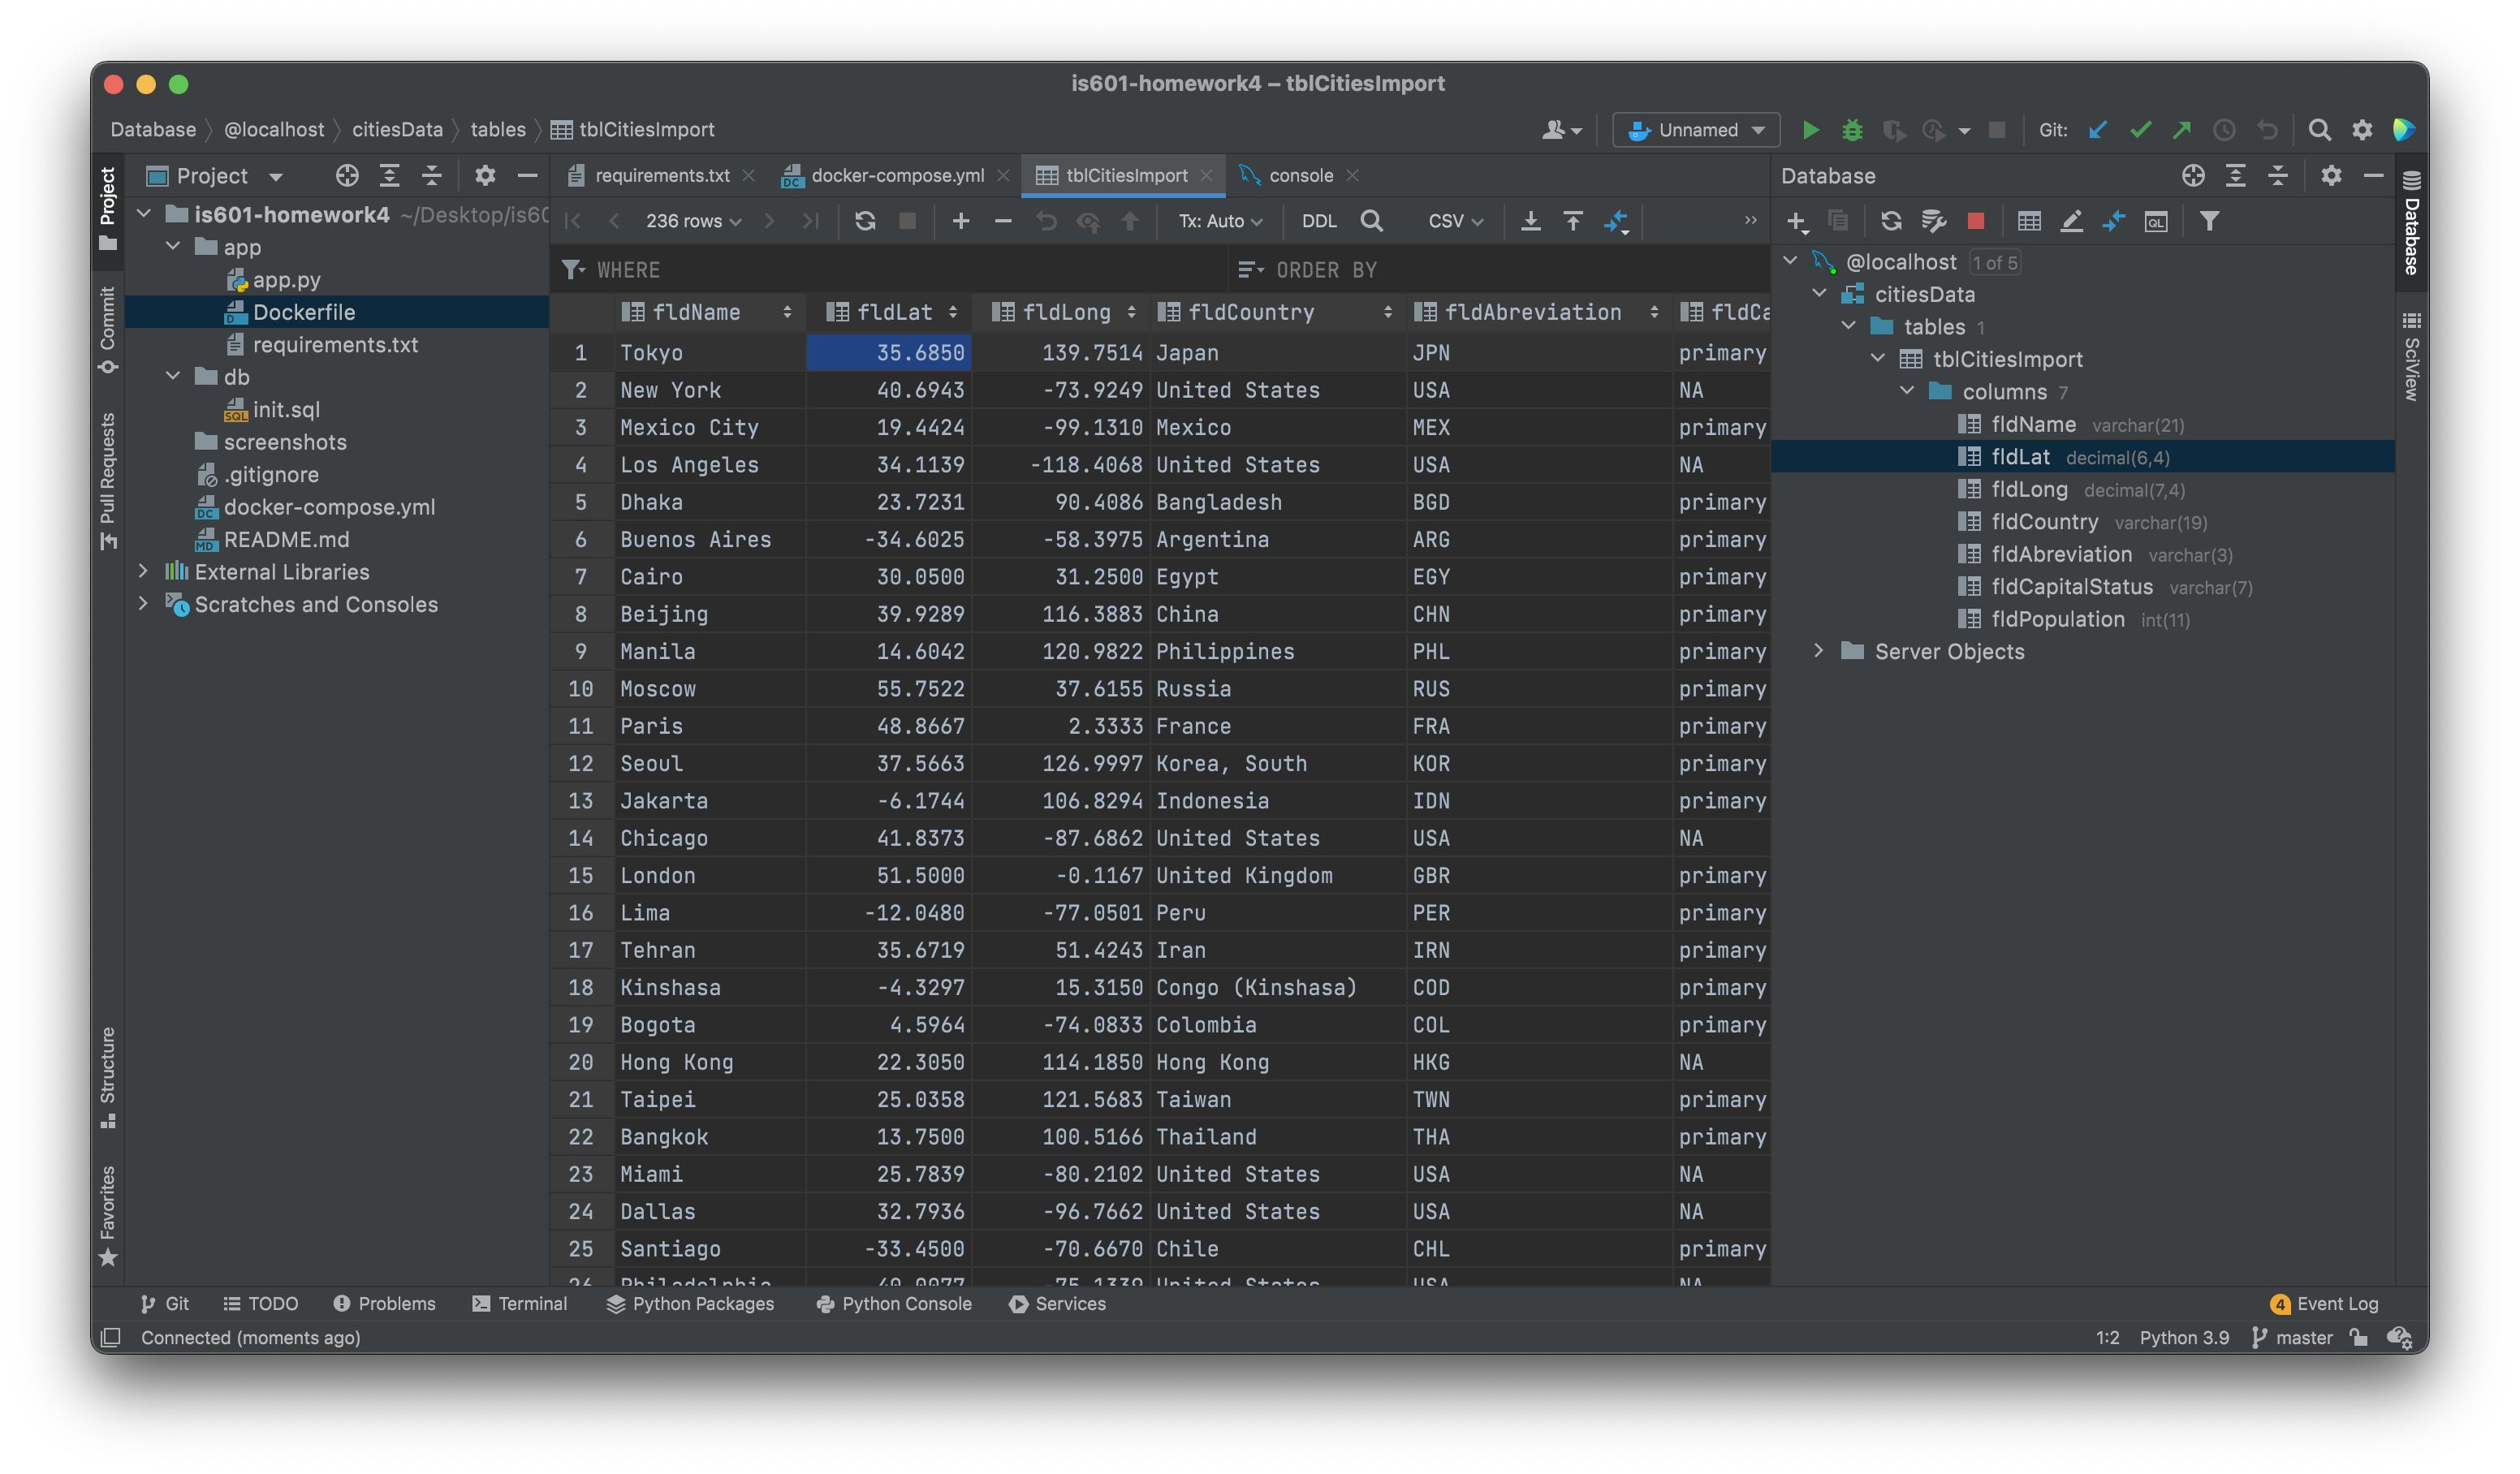 is601-homework4 – tblCitiesImport
Database @localhost citiesData tables tblCitiesImport
Unnamed Git:
Project
Commit
Pull Requests
Structure
Favorites
Project
is601-homework4 ~/Desktop/is60
app
app.py
Dockerfile
requirements.txt
db
init.sql
screenshots
.gitignore
docker-compose.yml
README.md
External Libraries
Scratches and Consoles
requirements.txt docker-compose.yml tblCitiesImport console
236 rows Tx: Auto DDL CSV
WHERE ORDER BY
fldName fldLat fldLong fldCountry fldAbreviation fldCa
1 Tokyo 35.6850 139.7514 Japan JPN primary
2 New York 40.6943 -73.9249 United States USA NA
3 Mexico City 19.4424 -99.1310 Mexico MEX primary
4 Los Angeles 34.1139 -118.4068 United States USA NA
5 Dhaka 23.7231 90.4086 Bangladesh BGD primary
6 Buenos Aires -34.6025 -58.3975 Argentina ARG primary
7 Cairo 30.0500 31.2500 Egypt EGY primary
8 Beijing 39.9289 116.3883 China CHN primary
9 Manila 14.6042 120.9822 Philippines PHL primary
10 Moscow 55.7522 37.6155 Russia RUS primary
11 Paris 48.8667 2.3333 France FRA primary
12 Seoul 37.5663 126.9997 Korea, South KOR primary
13 Jakarta -6.1744 106.8294 Indonesia IDN primary
14 Chicago 41.8373 -87.6862 United States USA NA
15 London 51.5000 -0.1167 United Kingdom GBR primary
16 Lima -12.0480 -77.0501 Peru PER primary
17 Tehran 35.6719 51.4243 Iran IRN primary
18 Kinshasa -4.3297 15.3150 Congo (Kinshasa) COD primary
19 Bogota 4.5964 -74.0833 Colombia COL primary
20 Hong Kong 22.3050 114.1850 Hong Kong HKG NA
21 Taipei 25.0358 121.5683 Taiwan TWN primary
22 Bangkok 13.7500 100.5166 Thailand THA primary
23 Miami 25.7839 -80.2102 United States USA NA
24 Dallas 32.7936 -96.7662 United States USA NA
25 Santiago -33.4500 -70.6670 Chile CHL primary
26 Philadelphia 40.0077 -75.1339 United States USA NA
Database
@localhost 1 of 5
citiesData
tables 1
tblCitiesImport
columns 7
fldName varchar(21)
fldLat decimal(6,4)
fldLong decimal(7,4)
fldCountry varchar(19)
fldAbreviation varchar(3)
fldCapitalStatus varchar(7)
fldPopulation int(11)
Server Objects
Database
SciView
Git TODO Problems Terminal Python Packages Python Console Services 4 Event Log
Connected (moments ago) 1:2 Python 3.9 master